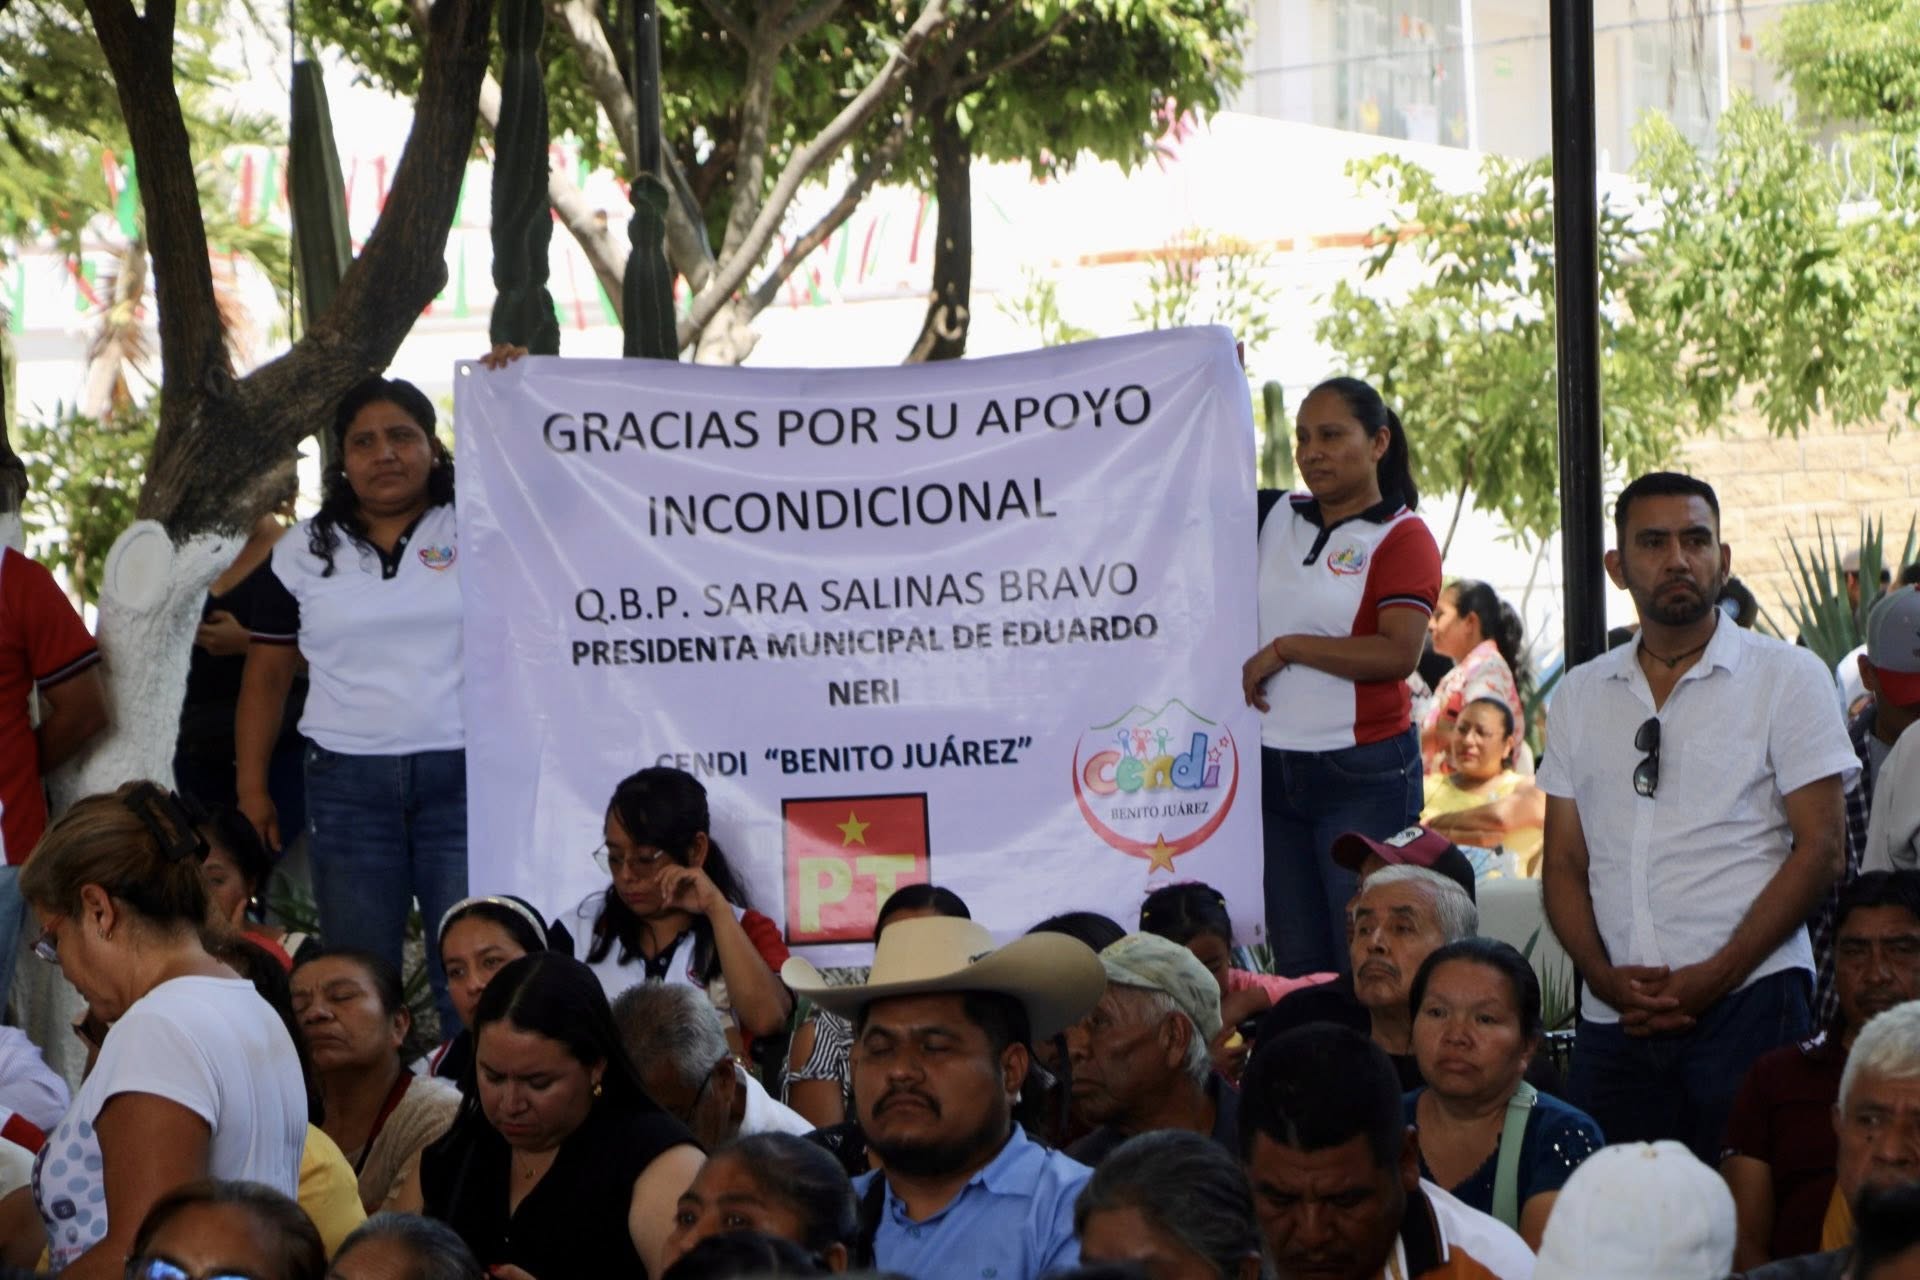 GRACIAS POR SU APOYO
INCONDICIONAL
Q.B.P. SARA SALINAS BRAVO
PRESIDENTA MUNICIPAL DE EDUARDO
NERI
CENDI "BENITO JUÁREZ"
cendi
BENITO JUÁREZ
PT